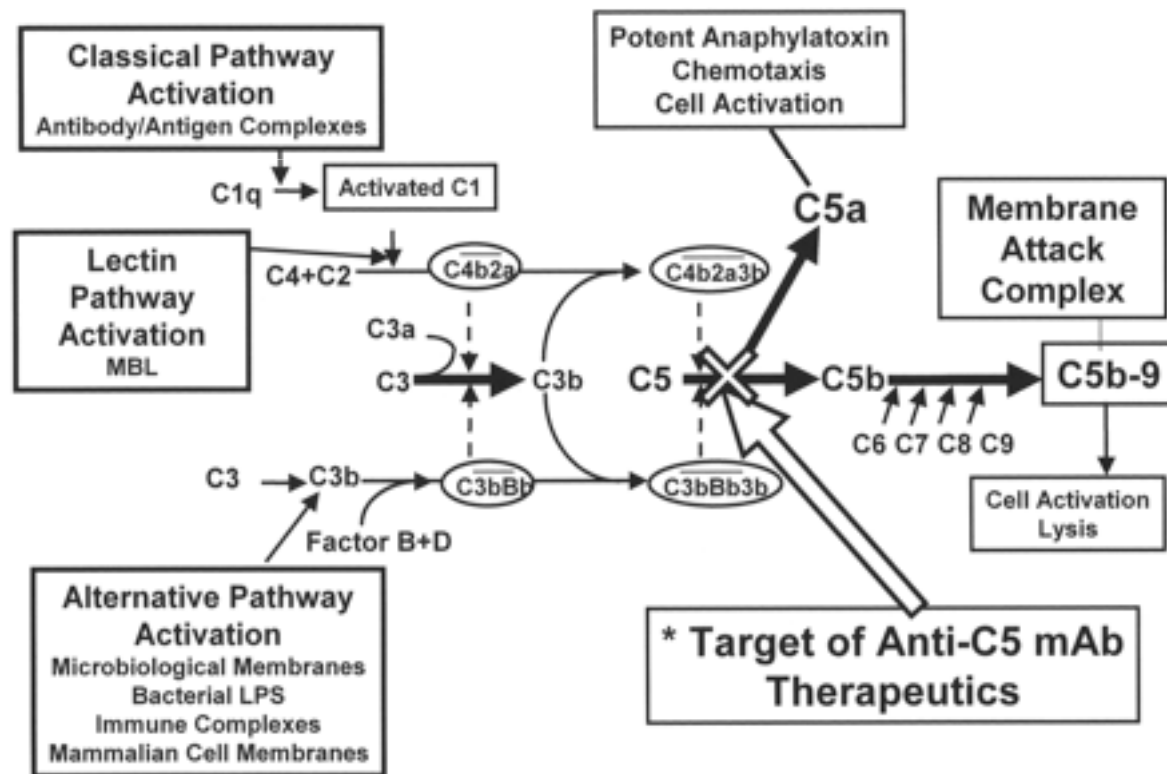 Classical Pathway
Activation
Antibody/Antigen Complexes
C1q
Activated C1
Lectin
Pathway
Activation
MBL
C4+C2
C4b2a
C4b2a3b
C3a
C3
C3b
C5
C5a
Potent Anaphylatoxin
Chemotaxis
Cell Activation
C5b
C6 C7 C8 C9
Membrane
Attack
Complex
C5b-9
Cell Activation
Lysis
C3
C3b
C3bBb
C3bBb3b
Factor B+D
Alternative Pathway
Activation
Microbiological Membranes
Bacterial LPS
Immune Complexes
Mammalian Cell Membranes
* Target of Anti-C5 mAb
Therapeutics